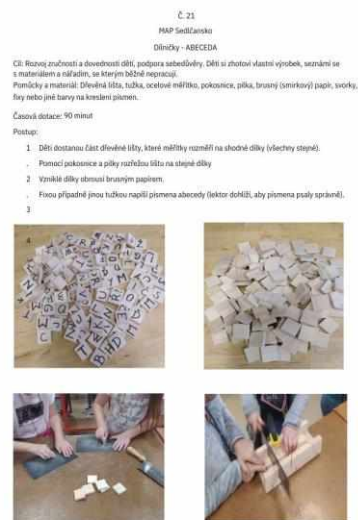 Č. 21
MAP Sedlčansko
Dílničky - ABECEDA
Cíl: Rozvoj zručnosti a dovedností dětí, podpora sebedůvěry. Děti si zhotoví vlastní výrobek, seznámí se
s materiálem a nářadím, se kterým běžně nepracují.
Pomůcky a materiál: Dřevěná lišta, tužka, ocelové měřítko, pokosnice, pilka, brusný (smirkový) papír, svorky,
fixy nebo jiné barvy na kreslení písmen.
Časová dotace: 90 minut
Postup:
1 Děti dostanou část dřevěné lišty, které měřítky rozměří na shodné dílky (všechny stejné).
. Pomocí pokosnice a pilky rozřežou lištu na stejné dílky
2 Vzniklé dílky obrousí brusným papírem.
. Fixou případně jinou tužkou napíší písmena abecedy (lektor dohlíží, aby písmena psaly správně).
3
4